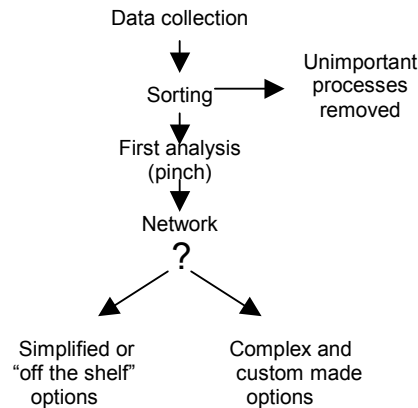 Data collection
Unimportant
processes
removed
Sorting
First analysis
(pinch)
Network
?
Simplified or
“off the shelf”
options
Complex and
custom made
options